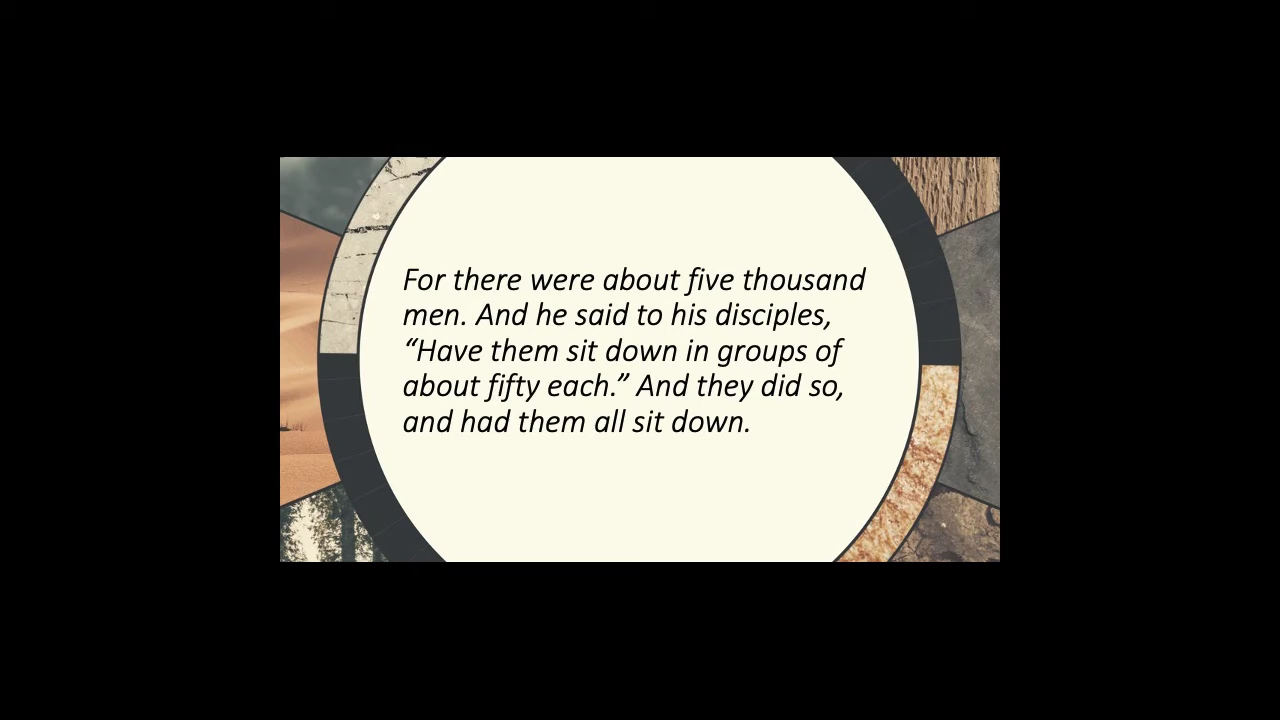 For there were about five thousand
men. And he said to his disciples,
“Have them sit down in groups of
about fifty each.” And they did so,
and had them all sit down.